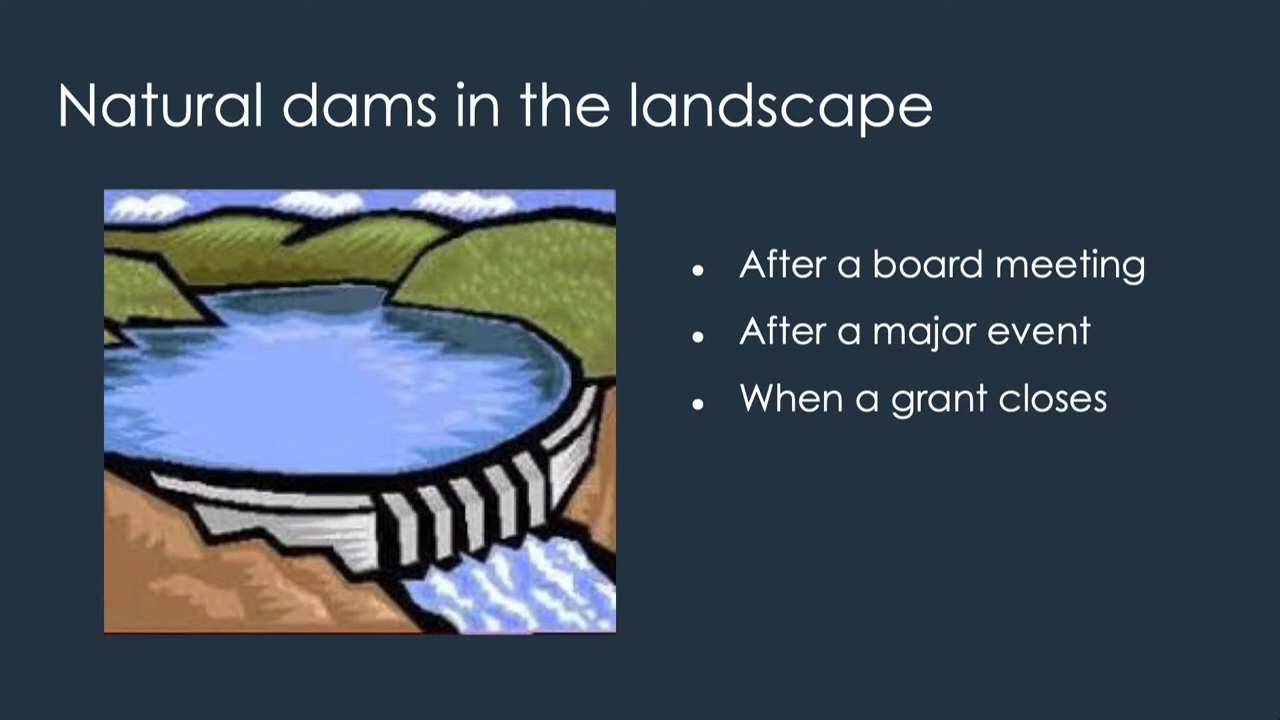 Natural dams in the landscape
• After a board meeting
• After a major event
• When a grant closes